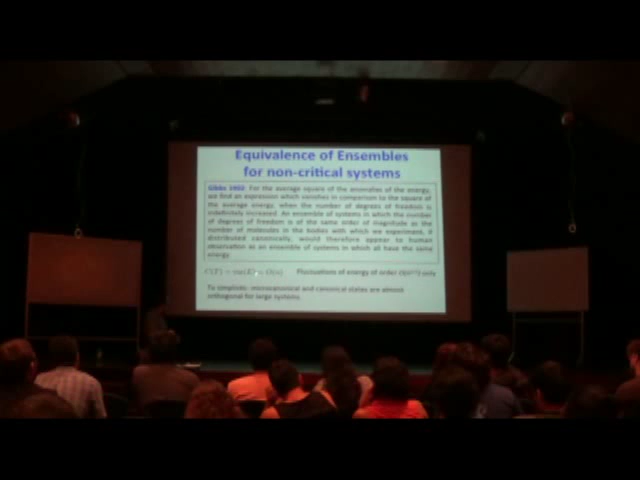 Equivalence of Ensembles
for non-critical systems
Gibbs 1902: For the average square of the anomalies of the energy,
we find an expression which vanishes in comparison to the square of
the average energy, when the number of degrees of freedom is
indefinitely increased. An ensemble of systems in which the number
of degrees of freedom is of the same order of magnitude as the
number of molecules in the bodies with which we experiment, if
distributed canonically, would therefore appear to human
observation as an ensemble of systems in which all have the same
energy.
Fluctuations of energy of order only
Too simplistic: microcanonical and canonical states are almost
orthogonal for large systems.